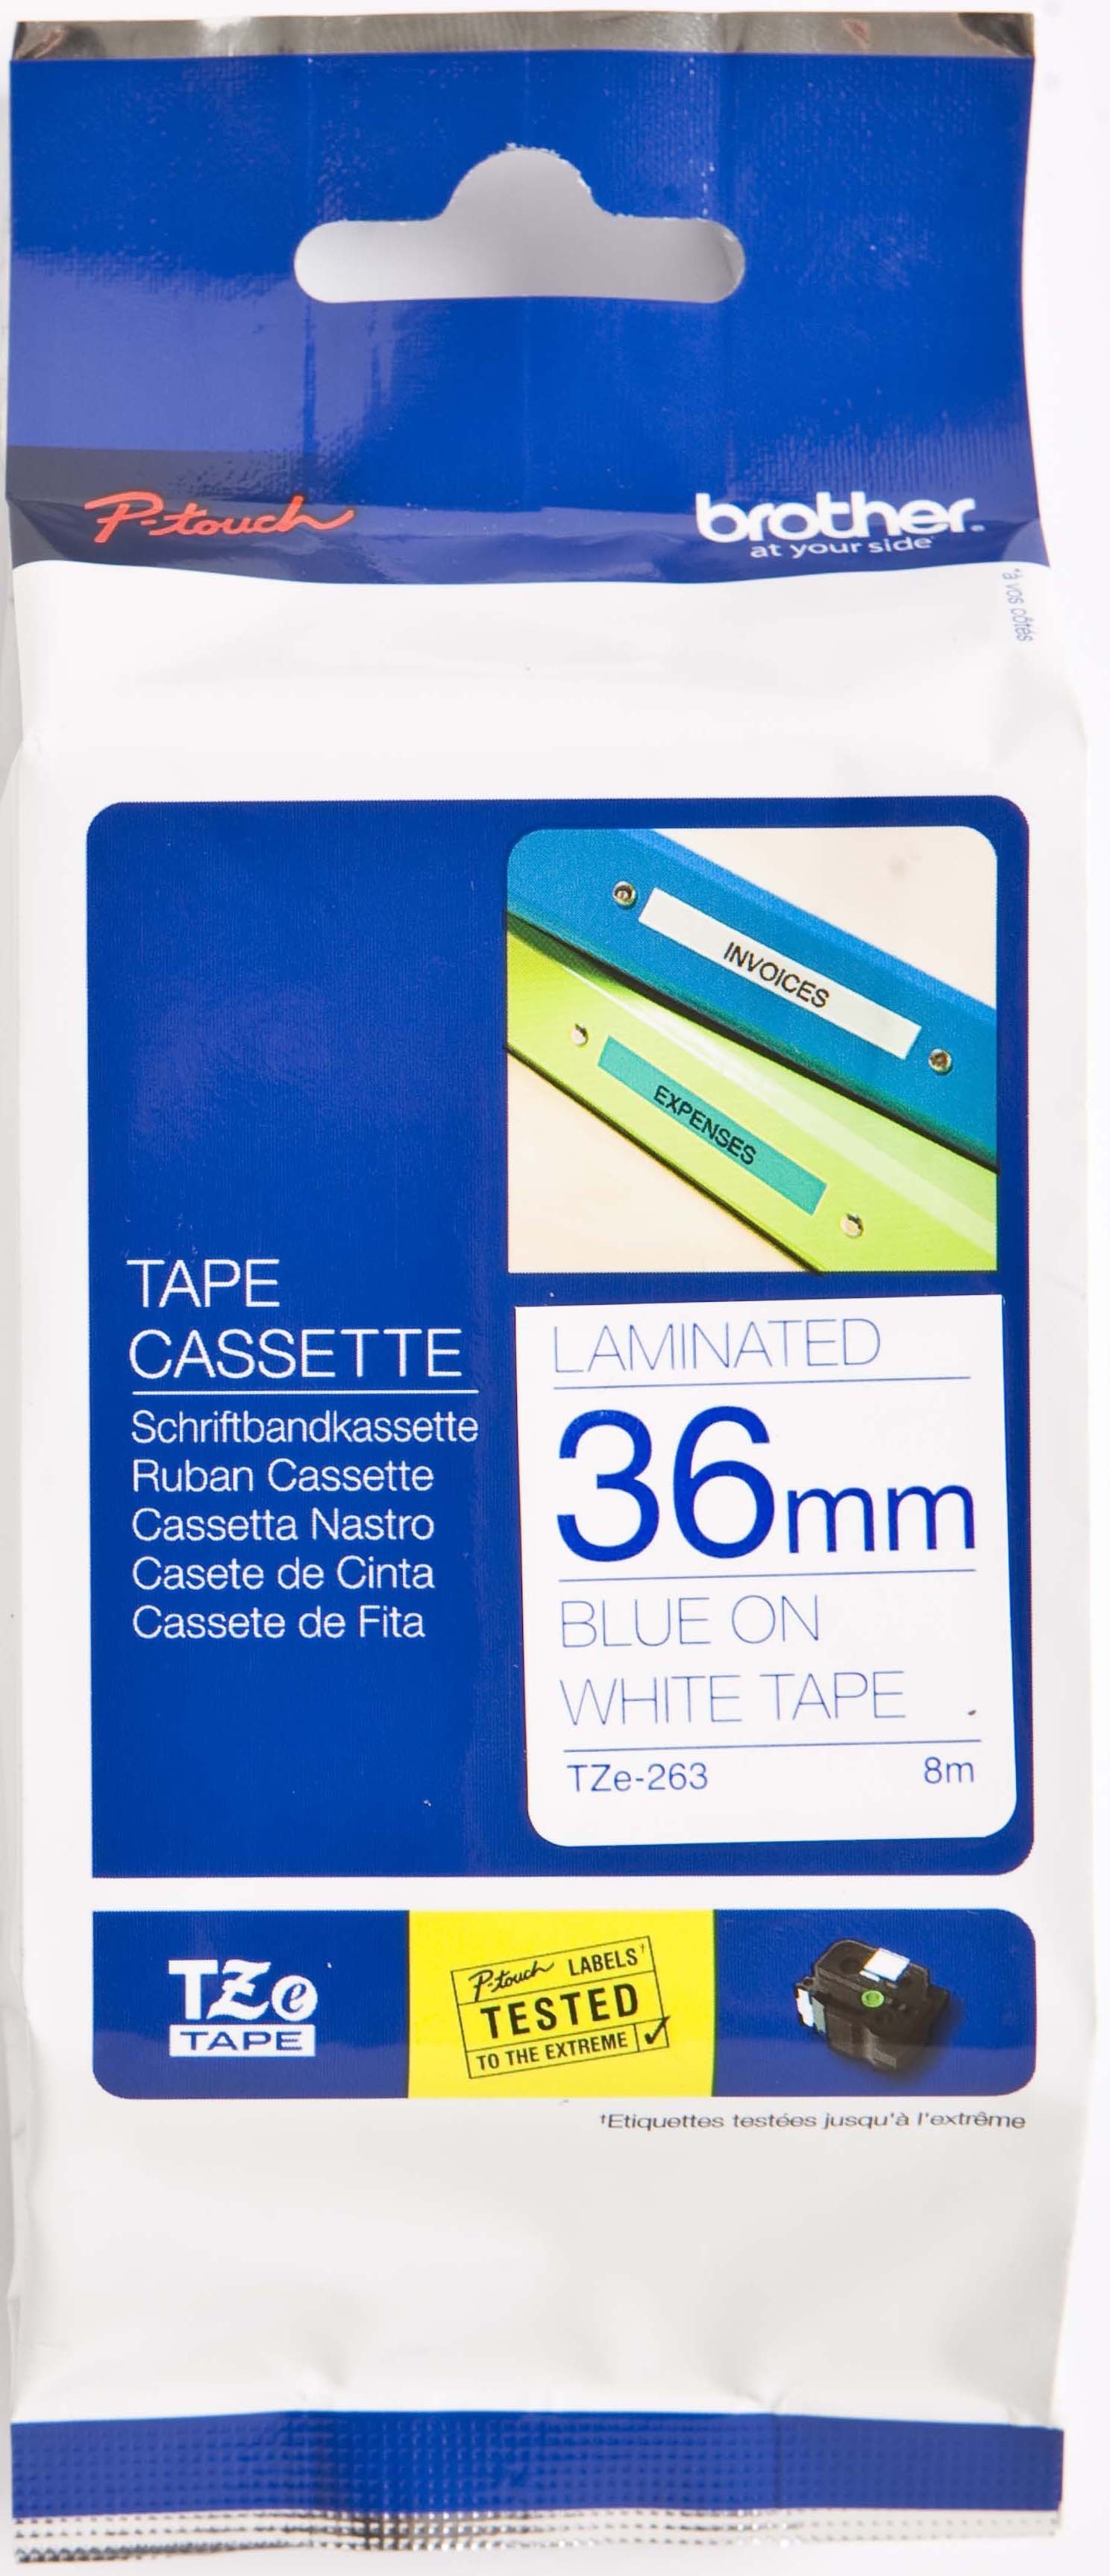 P-touch
brother
at your side*
*à vos côtés
INVOICES
EXPENSES
TAPE
CASSETTE
Schriftbandkassette
Ruban Cassette
Cassetta Nastro
Casete de Cinta
Cassete de Fita
LAMINATED
36mm
BLUE ON
WHITE TAPE
TZe-263 8m
TZe
TAPE
P-touch LABELS†
TESTED
TO THE EXTREME
†Etiquettes testées jusqu'à l'extrême